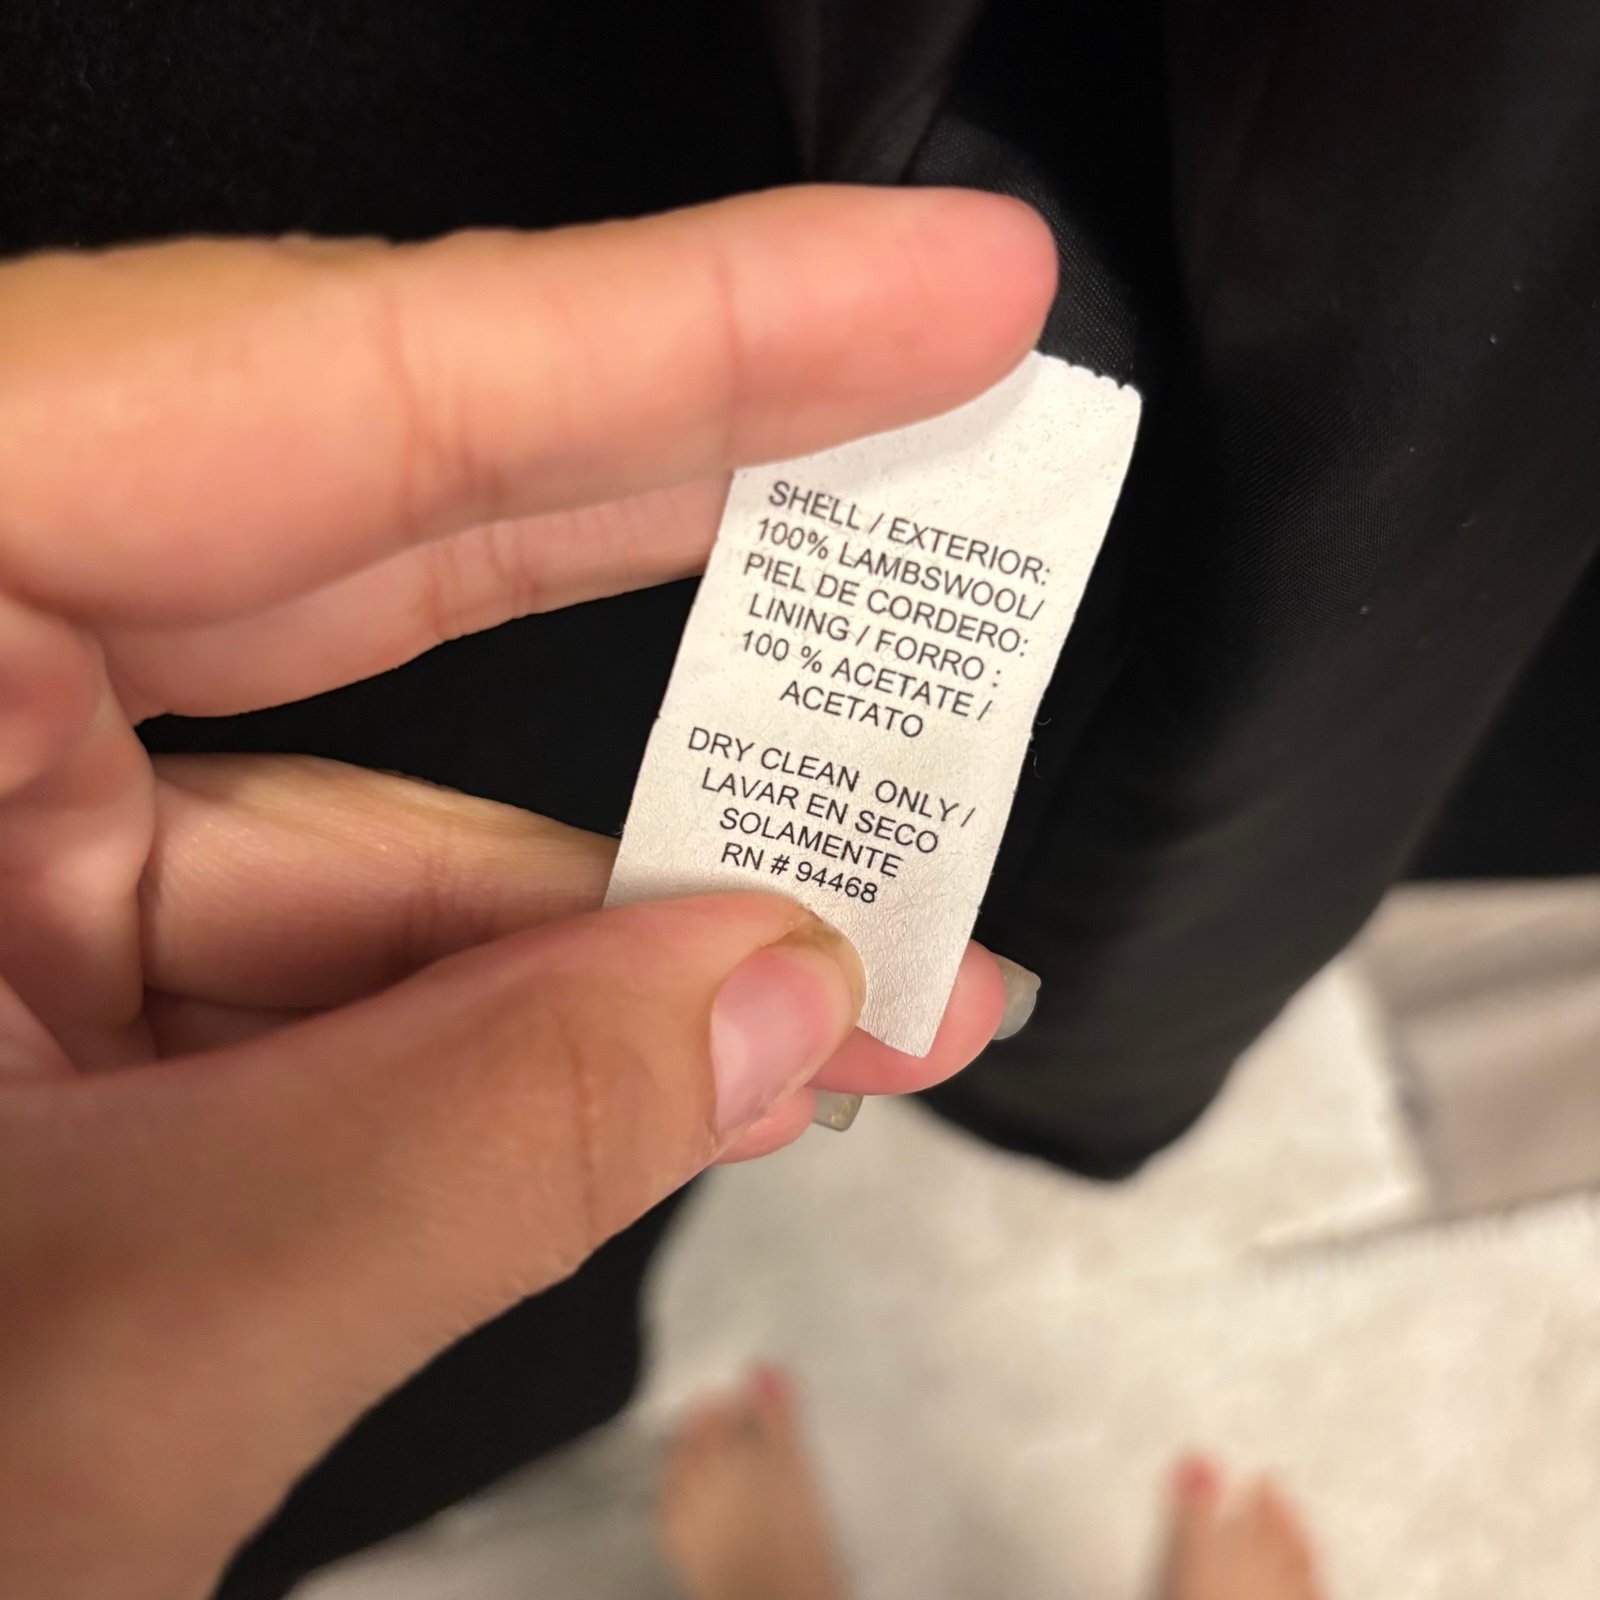 SHELL / EXTERIOR:
100% LAMBSWOOL/
PIEL DE CORDERO:
LINING / FORRO :
100 % ACETATE /
ACETATO
DRY CLEAN ONLY /
LAVAR EN SECO
SOLAMENTE
RN # 94468